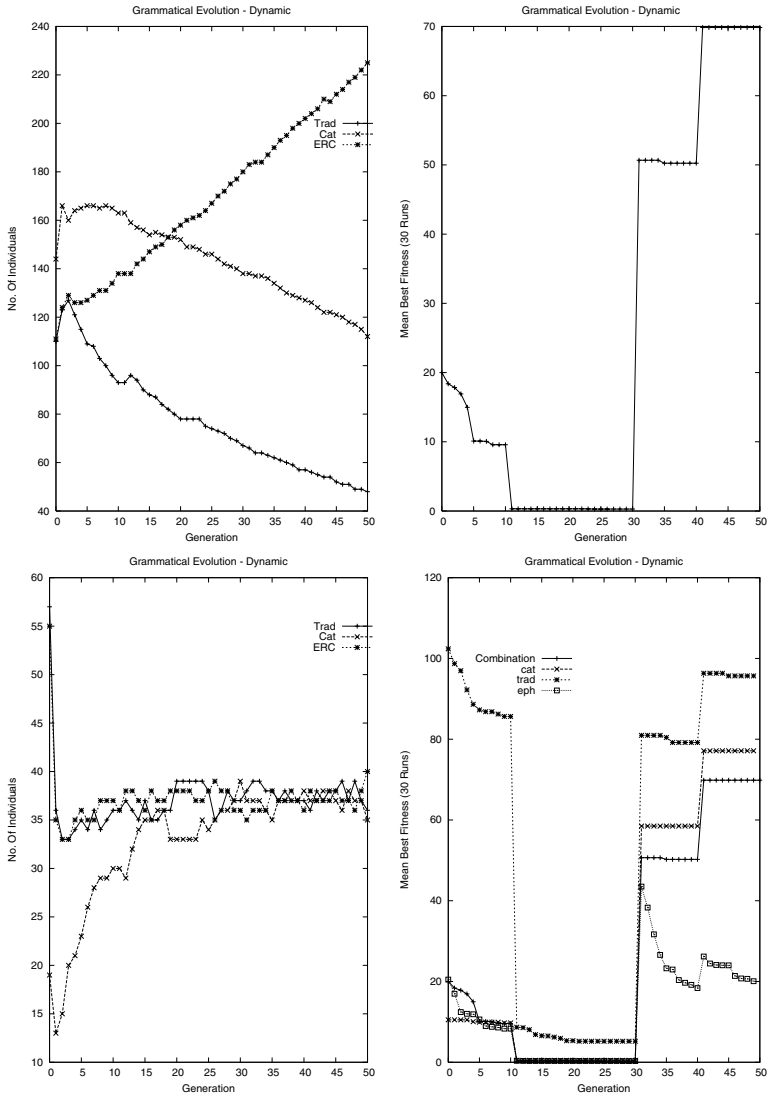 Grammatical Evolution - Dynamic
240
220
200
180
160
140
120
100
80
60
40
0 5 10 15 20 25 30 35 40 45 50
No. Of Individuals
Generation
Trad
Cat
ERC
Grammatical Evolution - Dynamic
70
60
50
40
30
20
10
0
0 5 10 15 20 25 30 35 40 45 50
Mean Best Fitness (30 Runs)
Generation
Grammatical Evolution - Dynamic
60
55
50
45
40
35
30
25
20
15
10
0 5 10 15 20 25 30 35 40 45 50
No. Of Individuals
Generation
Trad
Cat
ERC
Grammatical Evolution - Dynamic
120
100
80
60
40
20
0
0 5 10 15 20 25 30 35 40 45 50
Mean Best Fitness (30 Runs)
Generation
Combination
cat
trad
eph